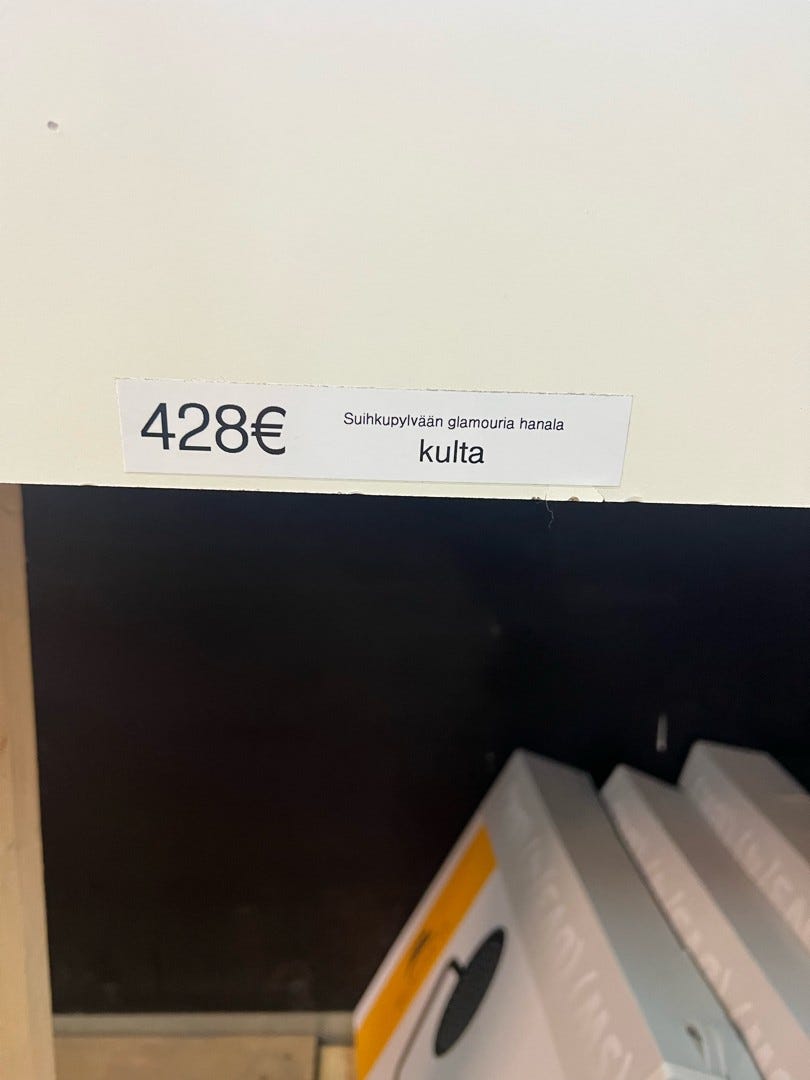 428€
Suihkupylvään glamouria hanala
kulta